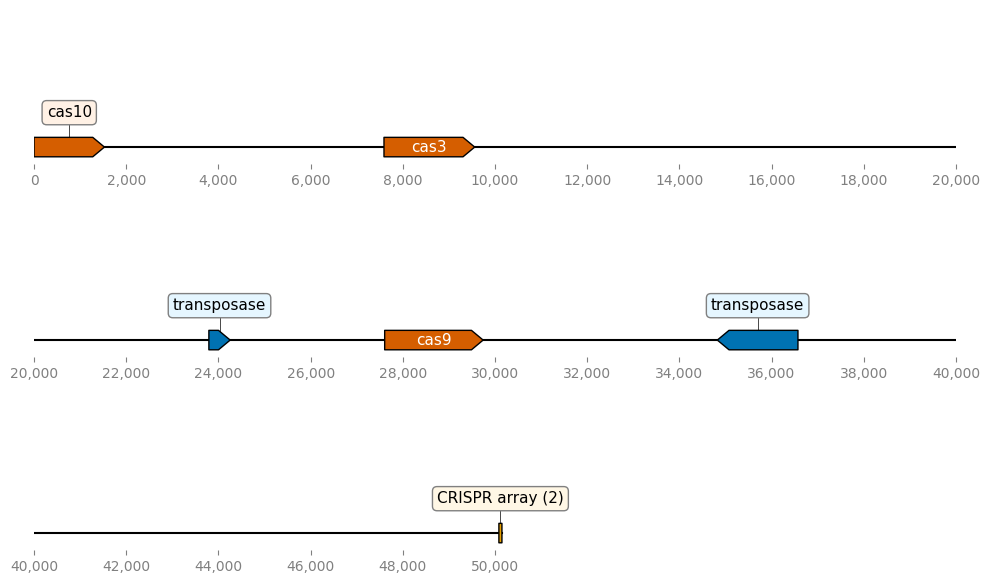 cas10
cas3
0 2,000 4,000 6,000 8,000 10,000 12,000 14,000 16,000 18,000 20,000
transposase transposase
cas9
20,000 22,000 24,000 26,000 28,000 30,000 32,000 34,000 36,000 38,000 40,000
CRISPR array (2)
40,000 42,000 44,000 46,000 48,000 50,000